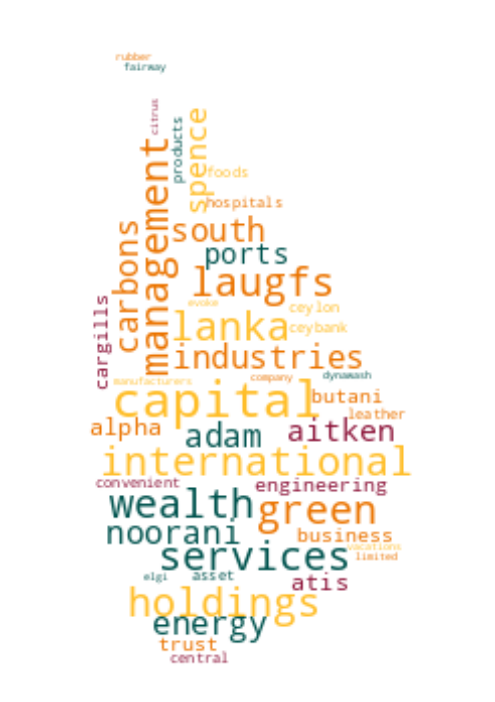 rubber
fairway
citrus
products
spence
foods
management
hospitals
carbons
south
ports
laugfs
cargills
evoke
ceylon
lanka
ceybank
industries
manufacturers
company
dynawash
capital
butani
leather
alpha
adam
aitken
international
convenient
engineering
wealth
green
noorani
business
services
vacations
limited
elgi
asset
atis
holdings
energy
trust
central